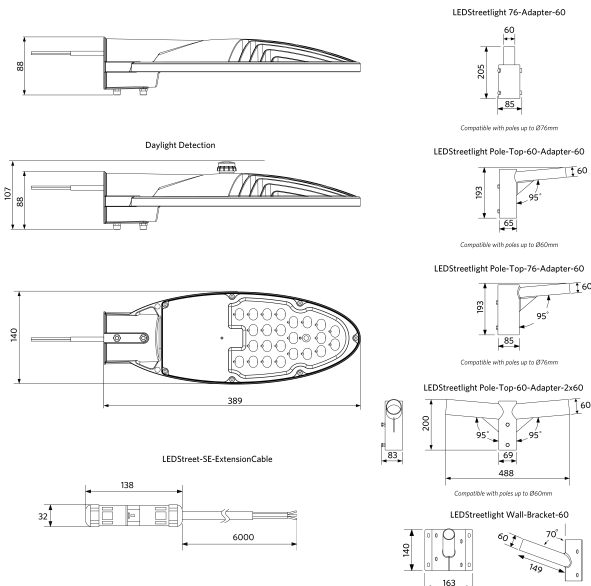 88
Daylight Detection
107
88
140
389
LEDStreet-SE-ExtensionCable
138
32
6000
LEDStreetlight 76-Adapter-60
60
205
85
Compatible with poles up to Ø76mm
LEDStreetlight Pole-Top-60-Adapter-60
60
193
95°
65
Compatible with poles up to Ø60mm
LEDStreetlight Pole-Top-76-Adapter-60
60
193
95°
85
Compatible with poles up to Ø76mm
LEDStreetlight Pole-Top-60-Adapter-2x60
60
200
95° 95°
83 69
488
Compatible with poles up to Ø60mm
LEDStreetlight Wall-Bracket-60
60 70°
140
149
163